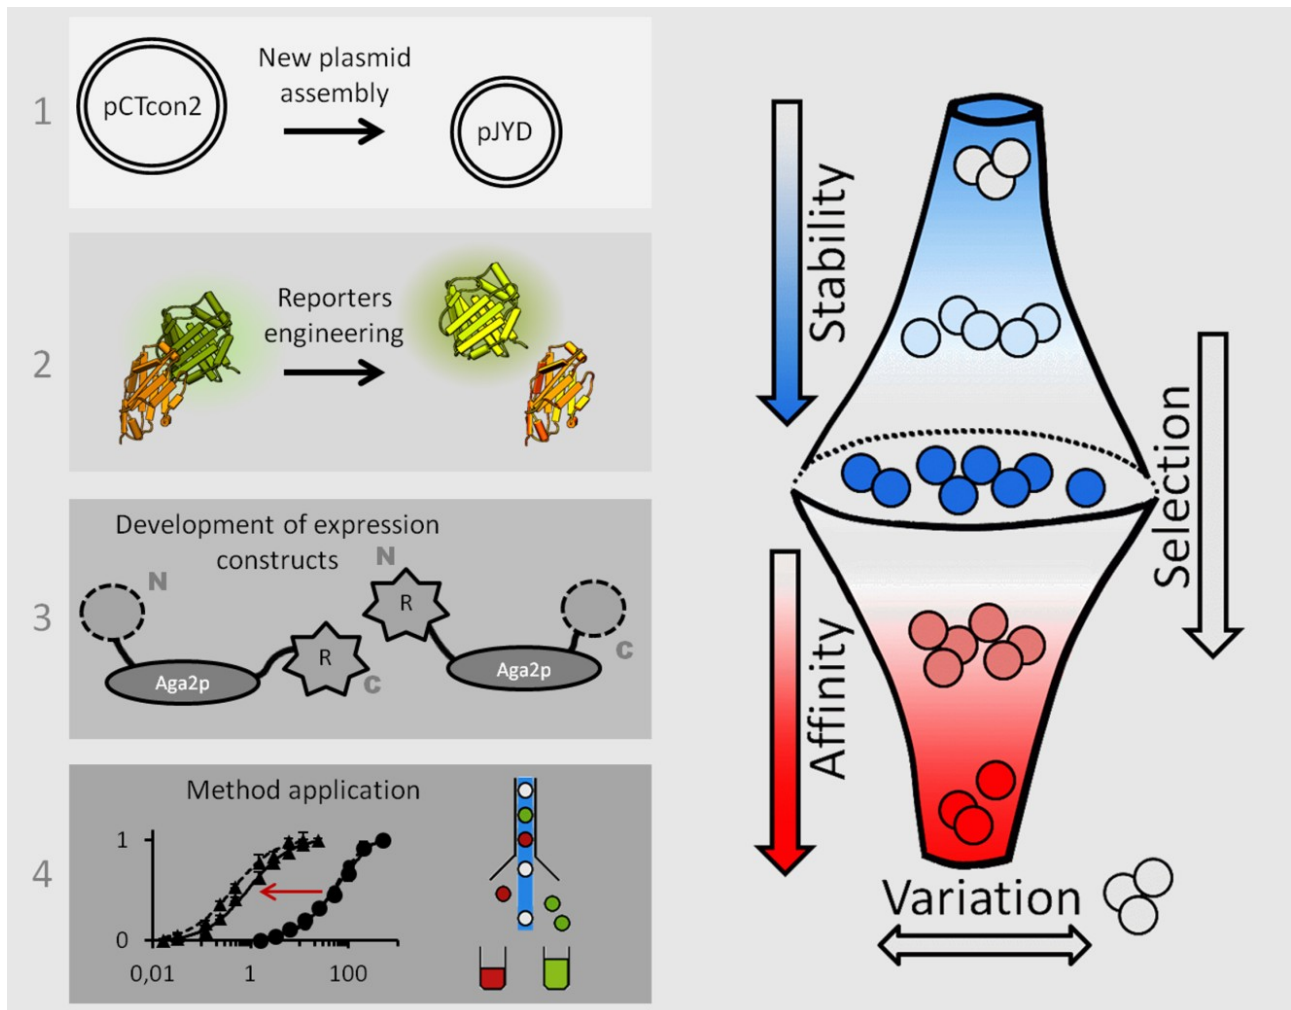 1
pCTcon2
New plasmid
assembly
pJYD
2
Reporters
engineering
3
Development of expression
constructs
N
N
R
R
C
C
Aga2p
Aga2p
4
Method application
1
0
0,01
1
100
Stability
Selection
Affinity
Variation